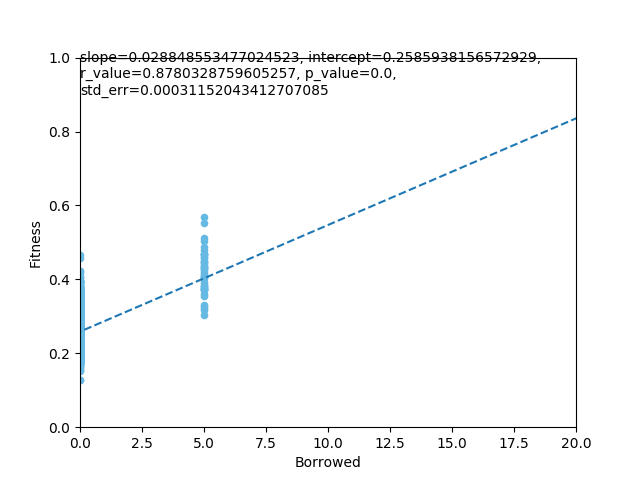 slope=0.028848553477024523, intercept=0.2585938156572929,
r_value=0.8780328759605257, p_value=0.0,
std_err=0.00031152043412707085
1.0
0.8
0.6
0.4
0.2
0.0
Fitness
0.0 2.5 5.0 7.5 10.0 12.5 15.0 17.5 20.0
Borrowed